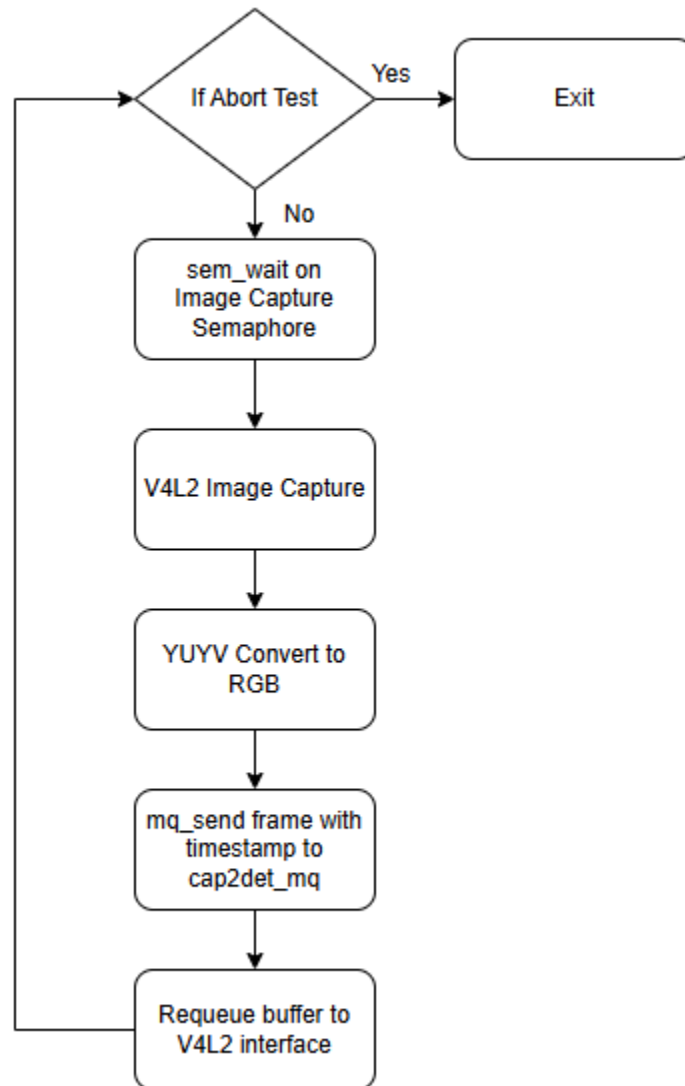 If Abort Test
Yes
Exit
No
sem_wait on
Image Capture
Semaphore
V4L2 Image Capture
YUYV Convert to
RGB
mq_send frame with
timestamp to
cap2det_mq
Requeue buffer to
V4L2 interface